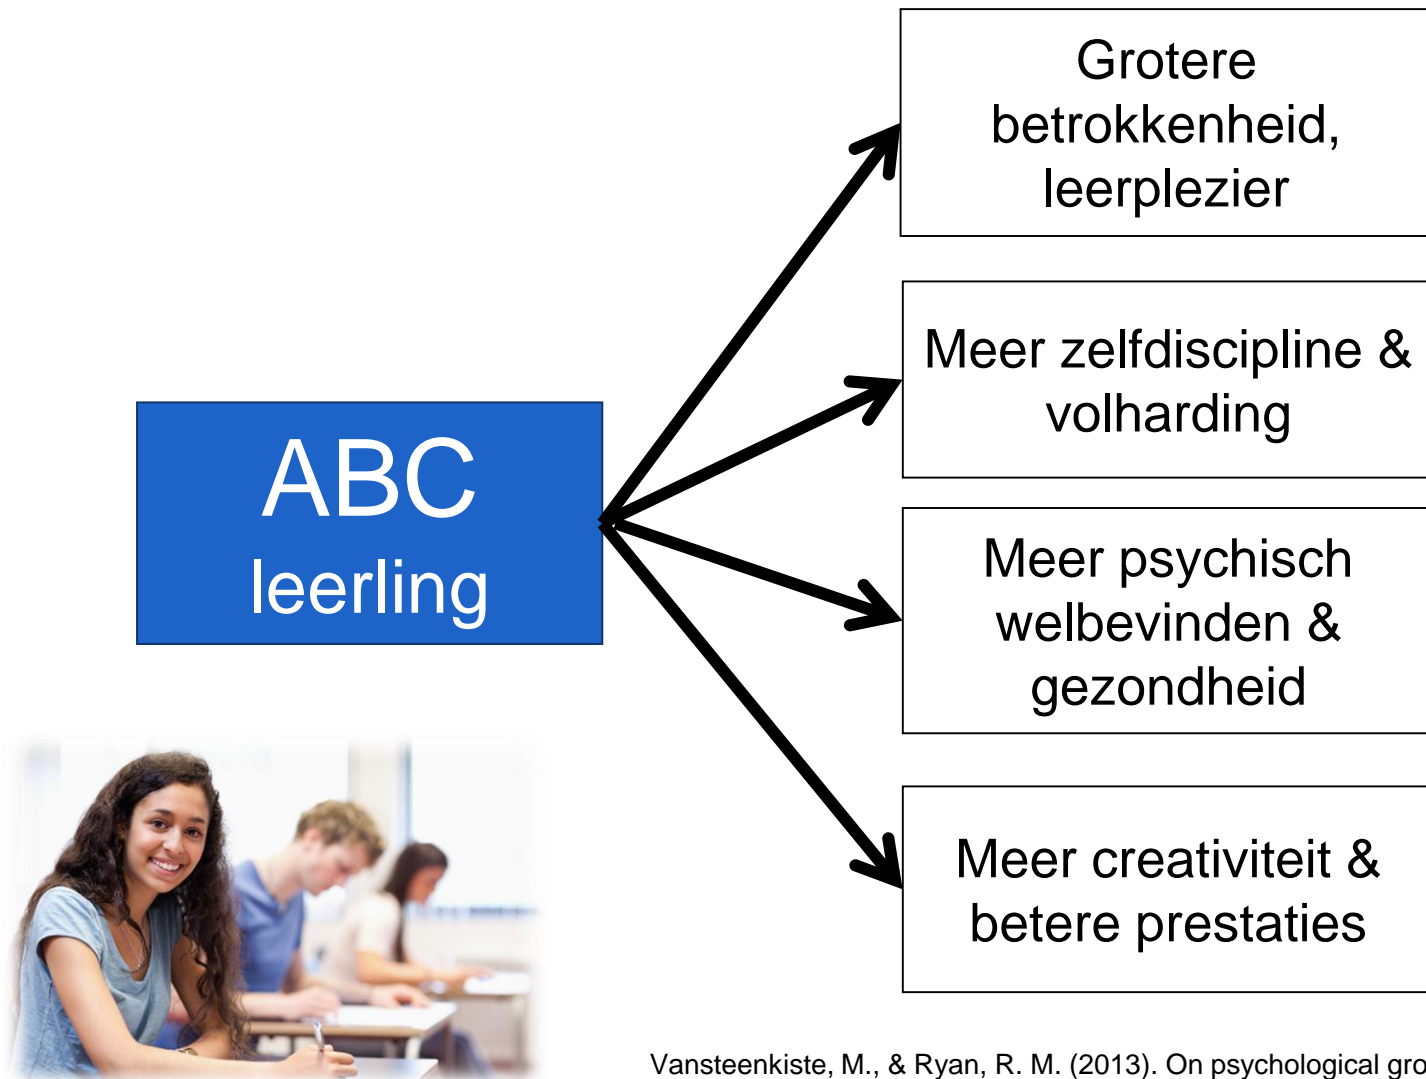 Grotere
betrokkenheid,
leerplezier
Meer zelfdiscipline &
volharding
ABC
leerling
Meer psychisch
welbevinden &
gezondheid
Meer creativiteit &
betere prestaties
Vansteenkiste, M., & Ryan, R. M. (2013). On psychological gro